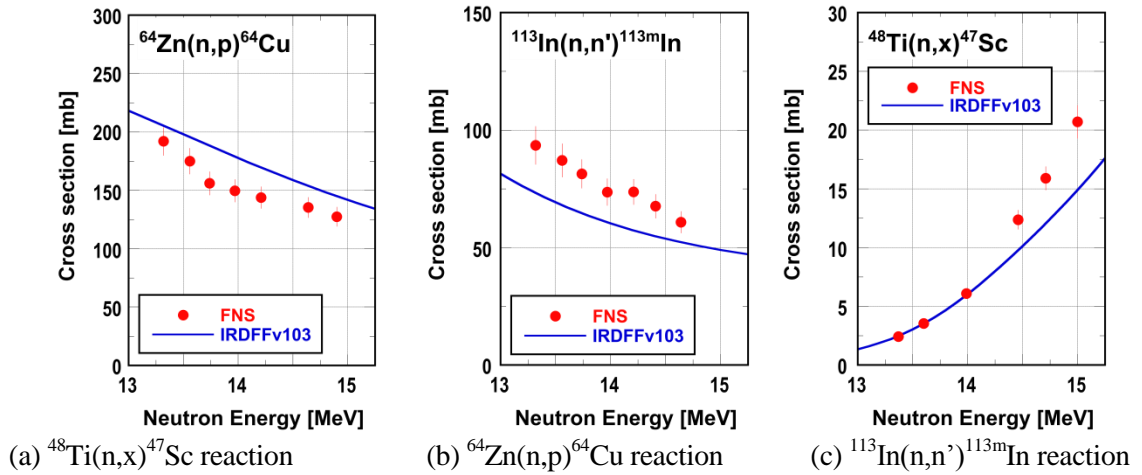 ⁶⁴Zn(n,p)⁶⁴Cu
Cross section [mb]
300
250
200
150
100
50
0
FNS
IRDFFv103
13 14 15
Neutron Energy [MeV]
(a) ⁴⁸Ti(n,x)⁴⁷Sc reaction
¹¹³In(n,n')¹¹³ᵐIn
Cross section [mb]
150
100
50
0
FNS
IRDFFv103
13 14 15
Neutron Energy [MeV]
(b) ⁶⁴Zn(n,p)⁶⁴Cu reaction
⁴⁸Ti(n,x)⁴⁷Sc
Cross section [mb]
30
25
20
15
10
5
0
FNS
IRDFFv103
13 14 15
Neutron Energy [MeV]
(c) ¹¹³In(n,n’)¹¹³ᵐIn reaction